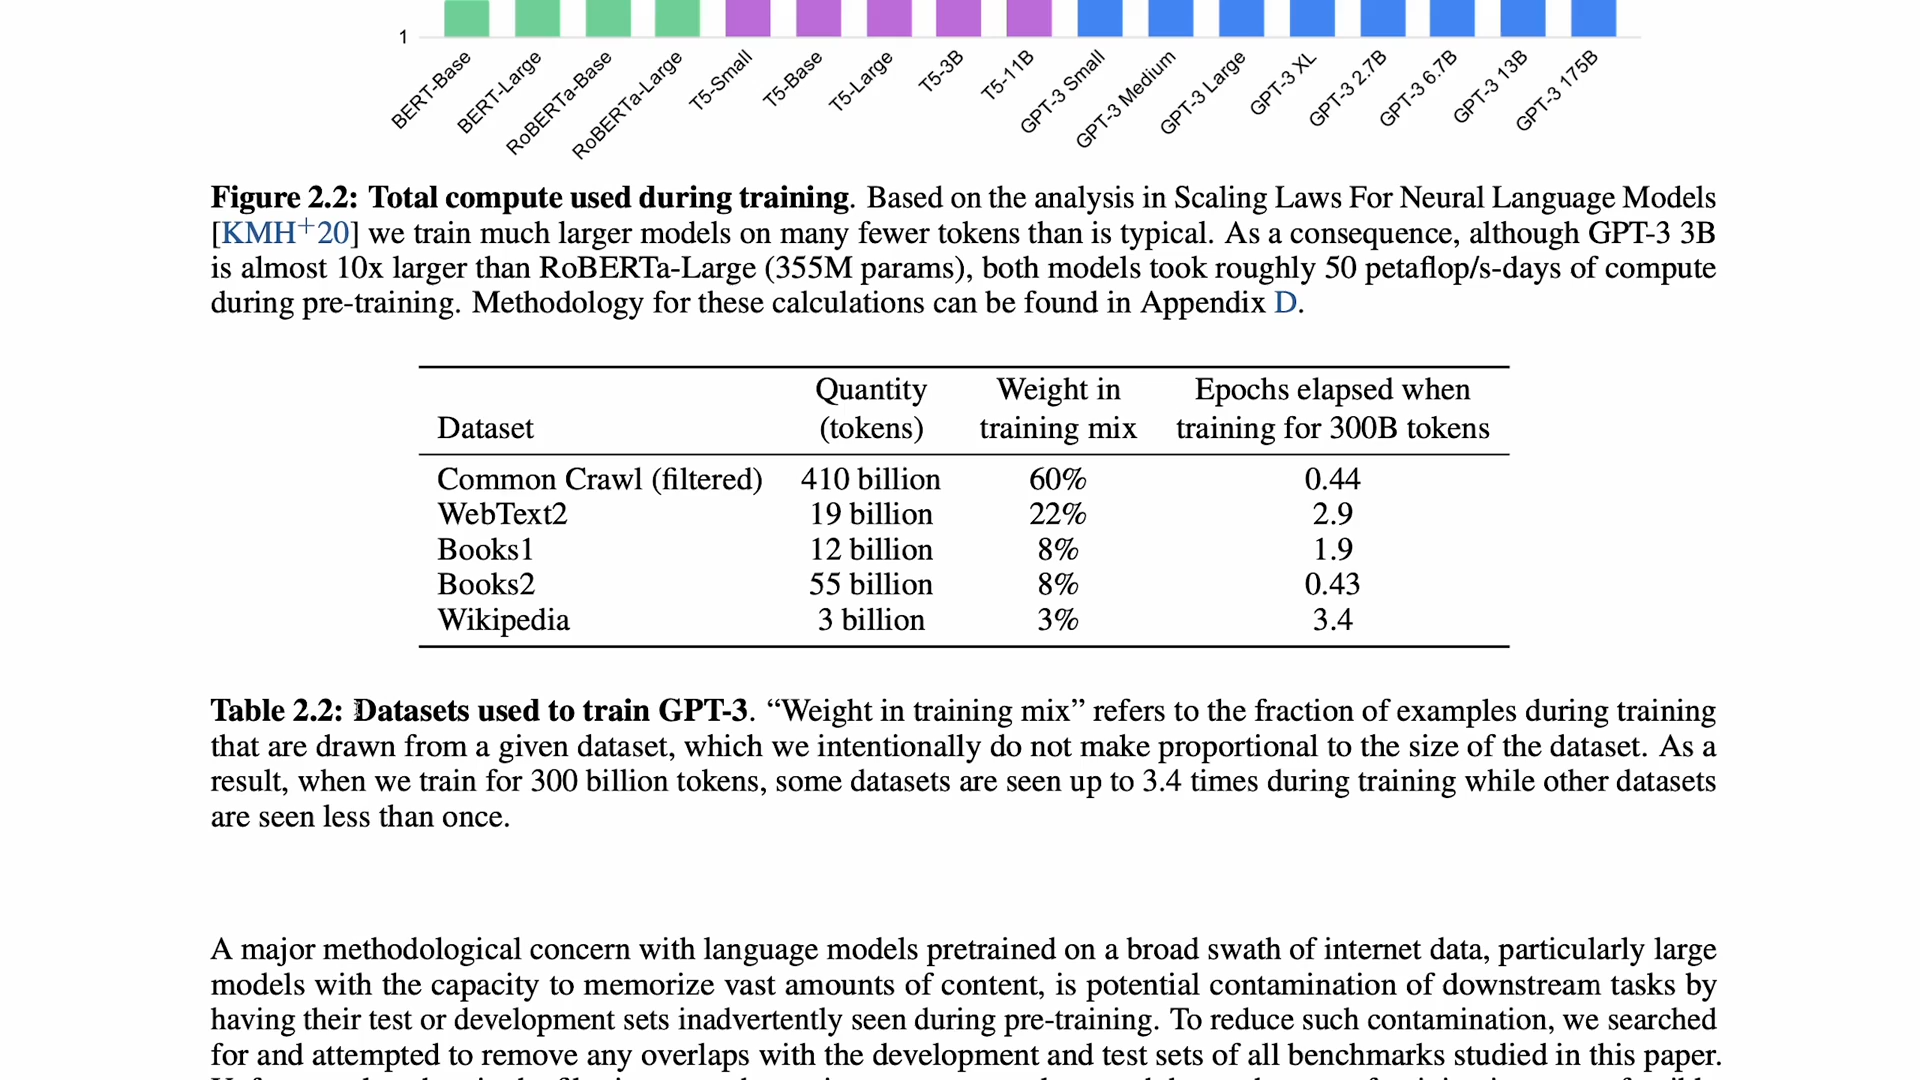 1
BERT-Base
BERT-Large
RoBERTa-Base
RoBERTa-Large
T5-Small
T5-Base
T5-Large
T5-3B
T5-11B
GPT-3 Small
GPT-3 Medium
GPT-3 Large
GPT-3 XL
GPT-3 2.7B
GPT-3 6.7B
GPT-3 13B
GPT-3 175B
Figure 2.2: Total compute used during training. Based on the analysis in Scaling Laws For Neural Language Models
[KMH+20] we train much larger models on many fewer tokens than is typical. As a consequence, although GPT-3 3B
is almost 10x larger than RoBERTa-Large (355M params), both models took roughly 50 petaflop/s-days of compute
during pre-training. Methodology for these calculations can be found in Appendix D.
Quantity Weight in Epochs elapsed when
Dataset (tokens) training mix training for 300B tokens
Common Crawl (filtered) 410 billion 60% 0.44
WebText2 19 billion 22% 2.9
Books1 12 billion 8% 1.9
Books2 55 billion 8% 0.43
Wikipedia 3 billion 3% 3.4
Table 2.2: Datasets used to train GPT-3. “Weight in training mix” refers to the fraction of examples during training
that are drawn from a given dataset, which we intentionally do not make proportional to the size of the dataset. As a
result, when we train for 300 billion tokens, some datasets are seen up to 3.4 times during training while other datasets
are seen less than once.
A major methodological concern with language models pretrained on a broad swath of internet data, particularly large
models with the capacity to memorize vast amounts of content, is potential contamination of downstream tasks by
having their test or development sets inadvertently seen during pre-training. To reduce such contamination, we searched
for and attempted to remove any overlaps with the development and test sets of all benchmarks studied in this paper.